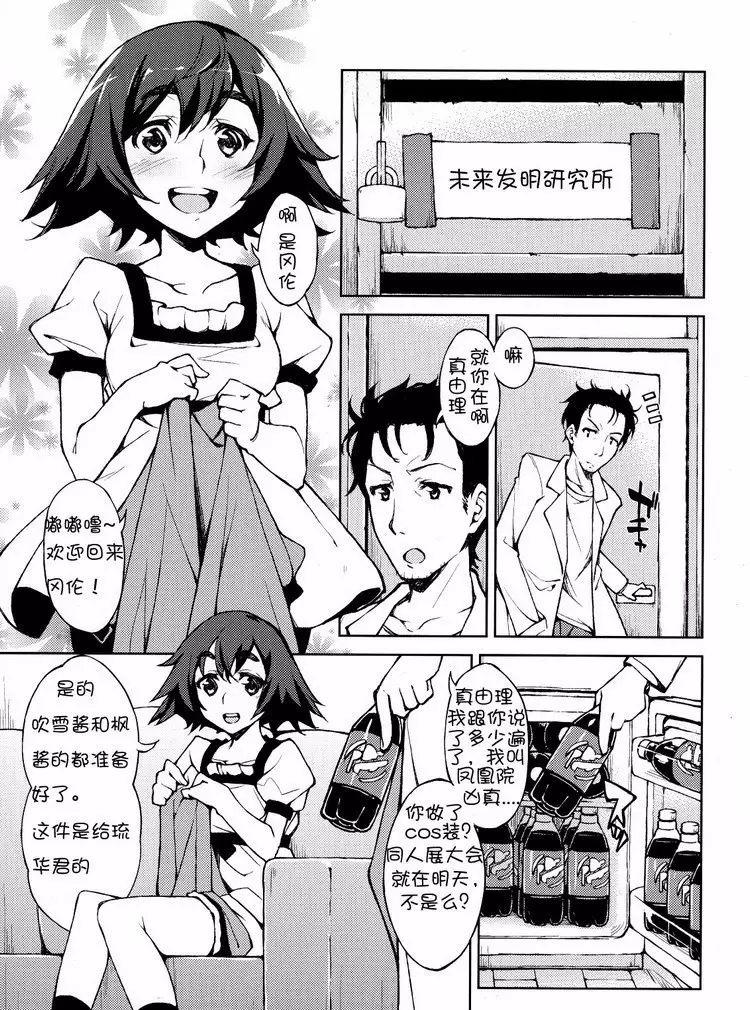 未来发明研究所
嘛
就你在啊
真由理
啊
是
冈伦
嘟嘟噜~
欢迎回来
冈伦！
真由理
我跟你说
了多少遍
了，我叫
凤凰院
凶真....
你做了
cos装?
同人展大会
就在明天，
不是么?
是的
吹雪酱和枫
酱的都准备
好了。
这件是给琉
华君的